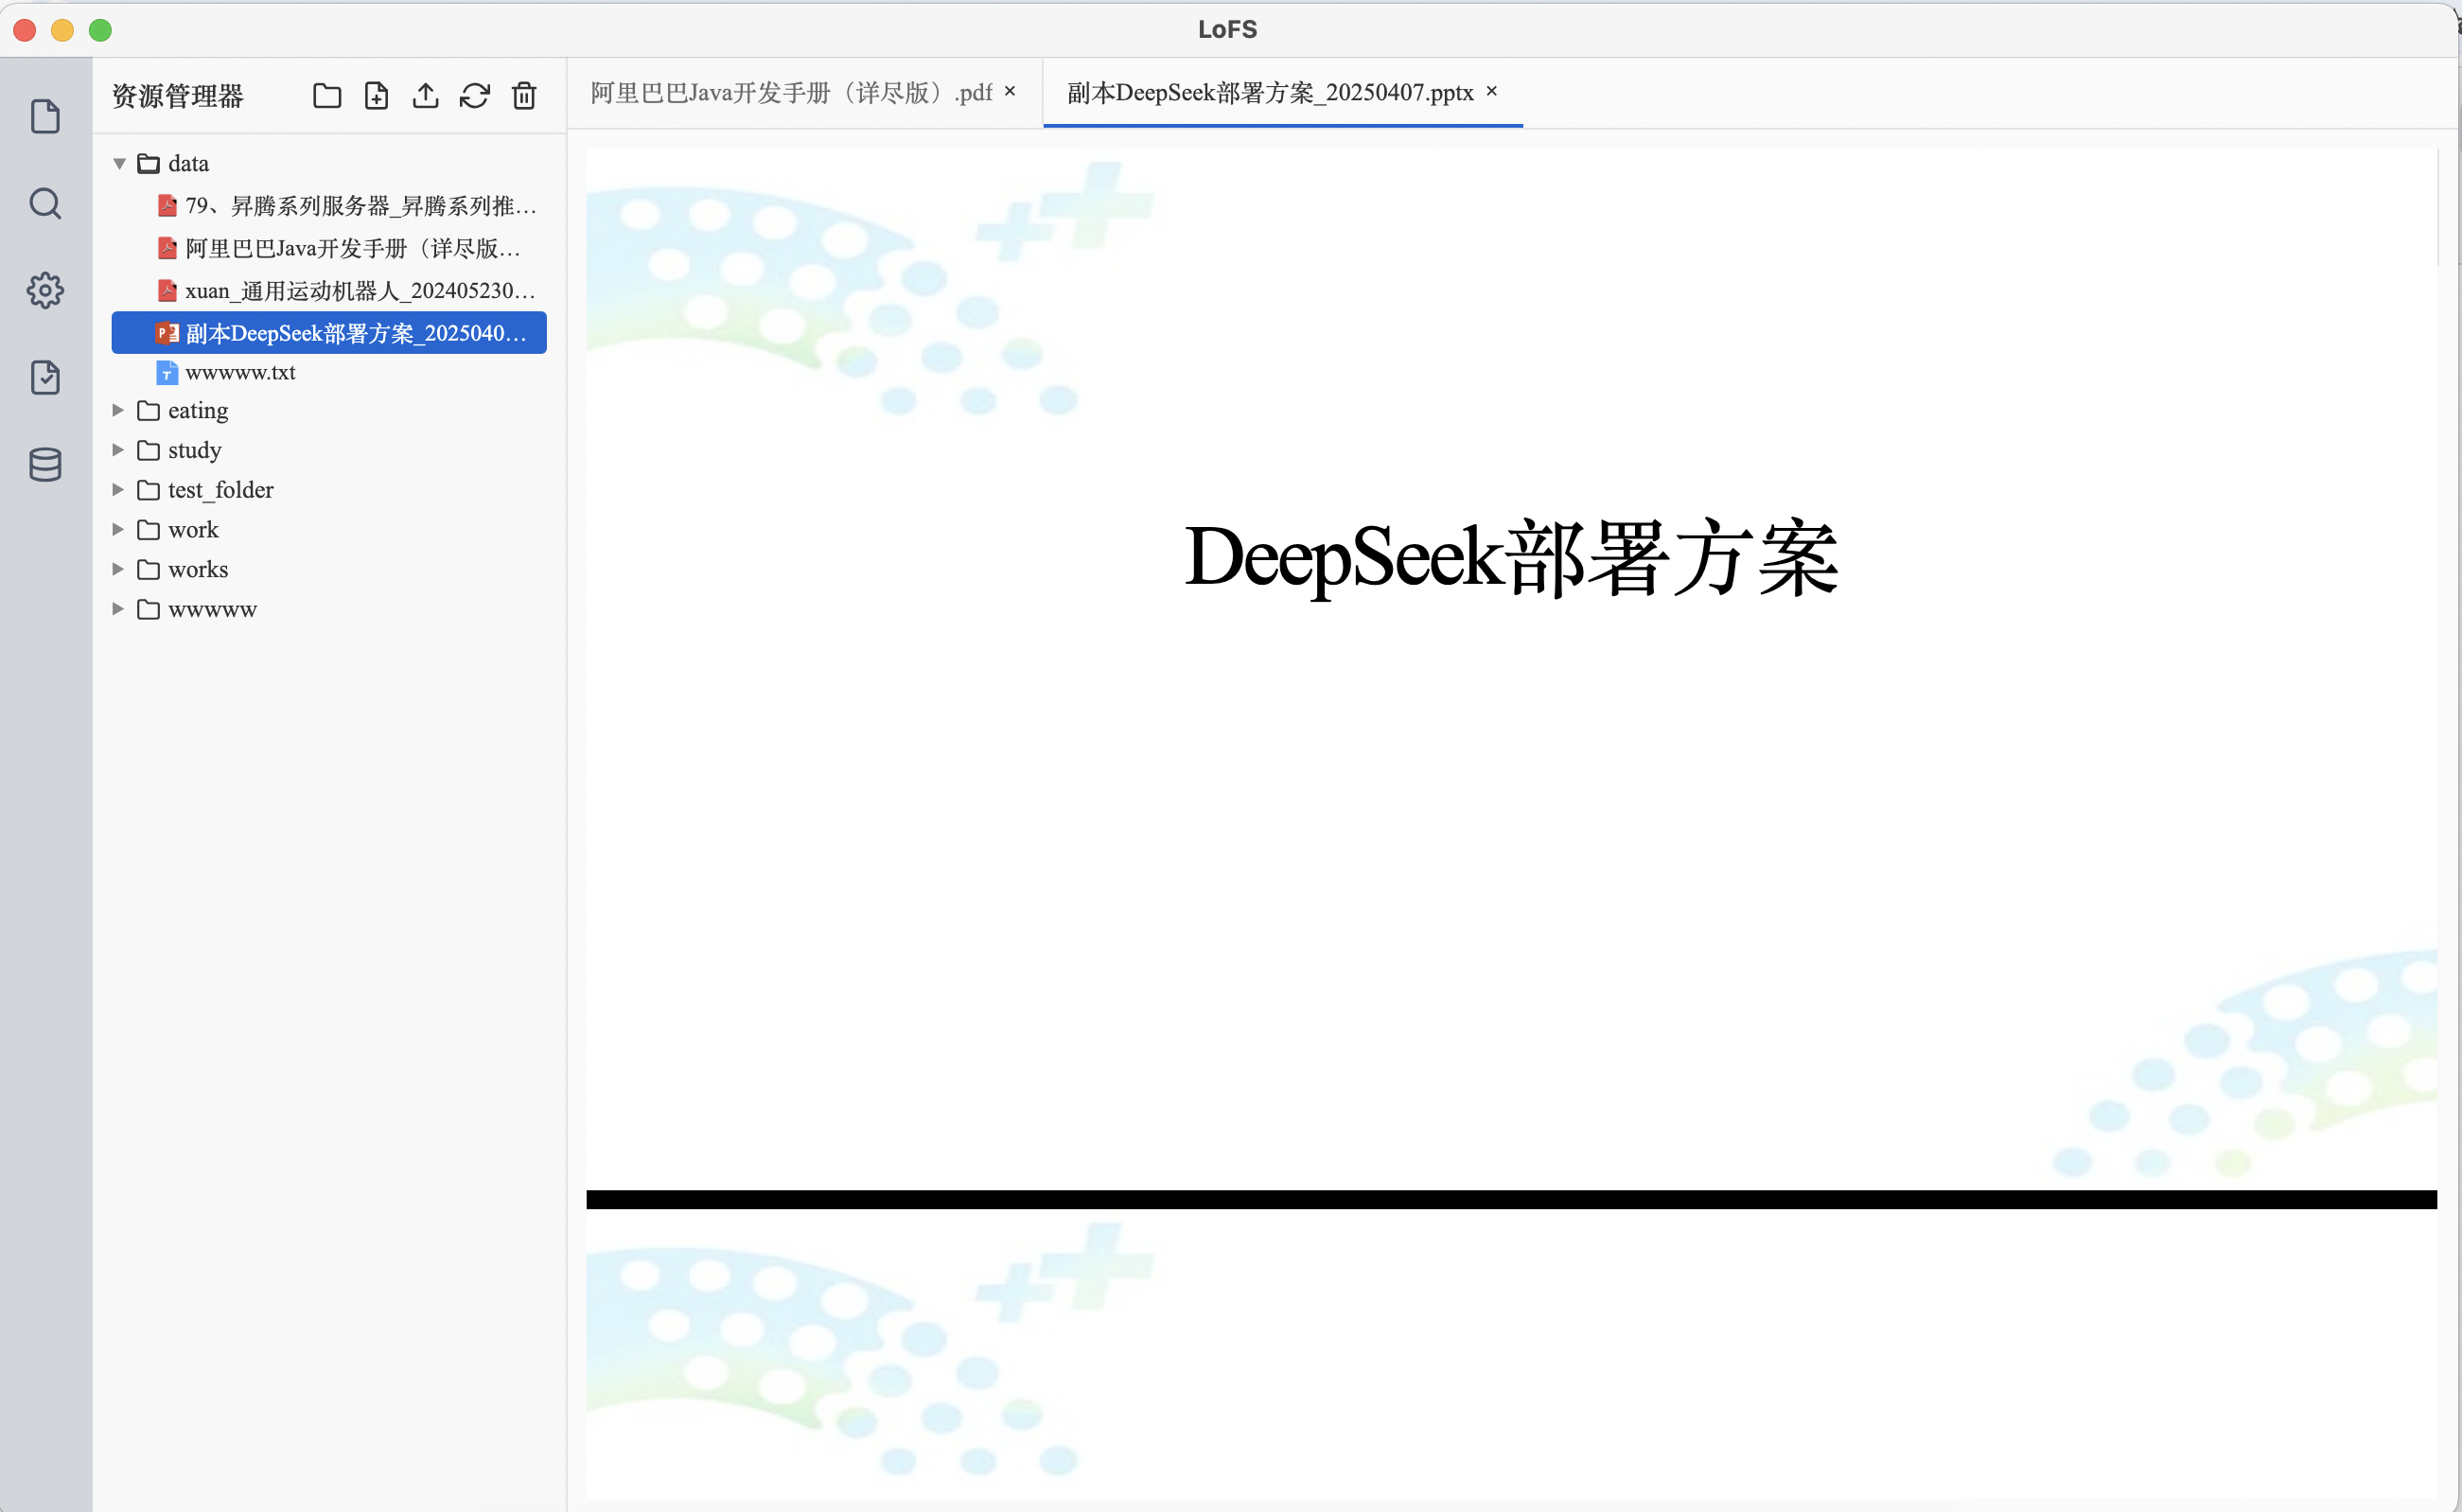 LoFS
资源管理器
阿里巴巴Java开发手册（详尽版）.pdf ×
副本DeepSeek部署方案_20250407.pptx ×
data
79、昇腾系列服务器_昇腾系列推...
阿里巴巴Java开发手册（详尽版...
xuan_通用运动机器人_202405230...
副本DeepSeek部署方案_2025040...
wwwww.txt
eating
study
test_folder
work
works
wwwww
DeepSeek部署方案